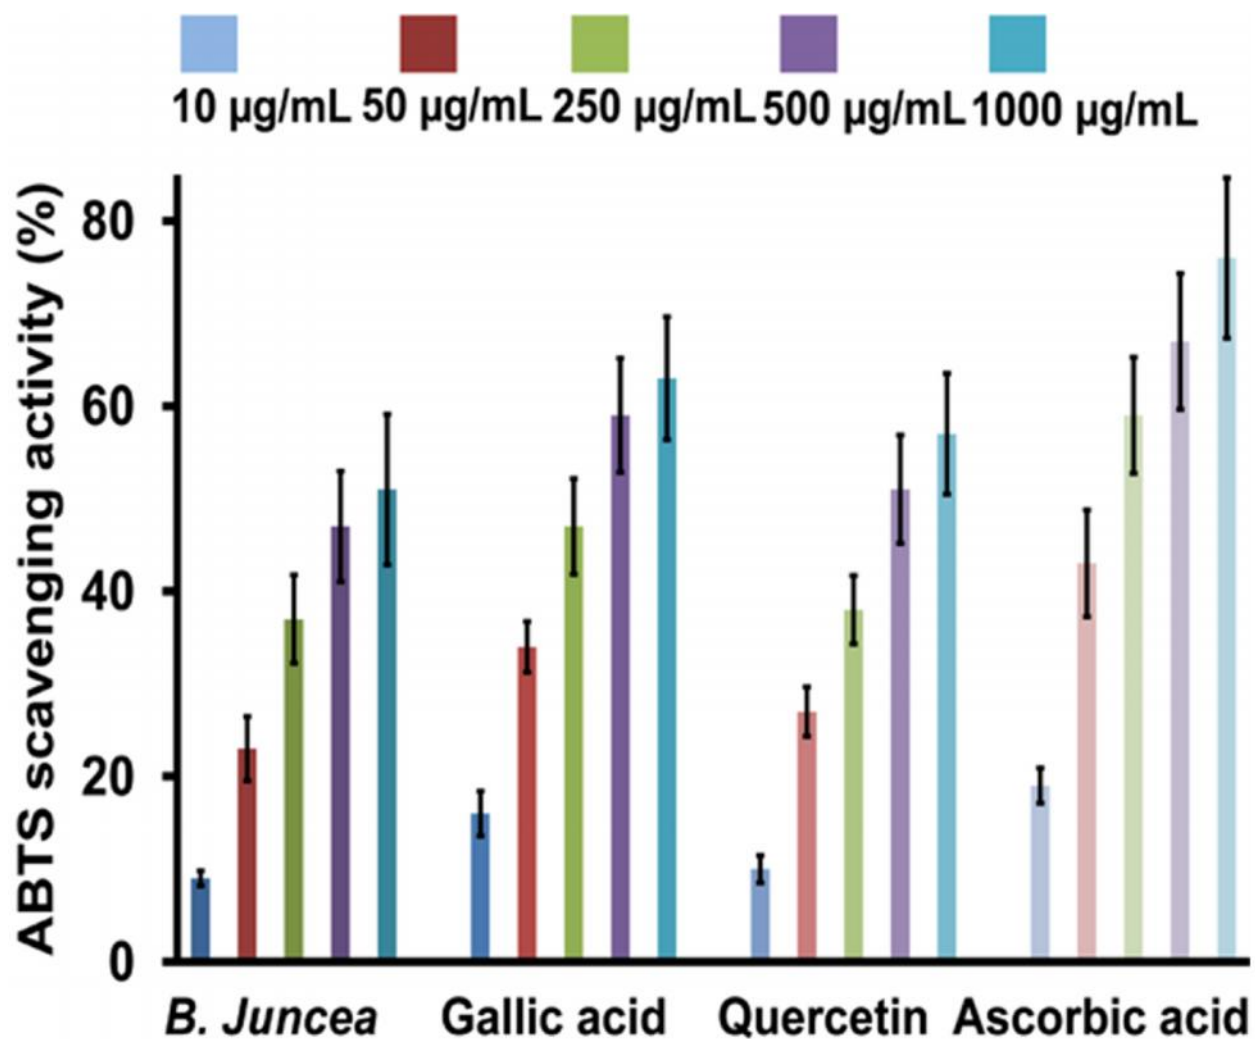 10 µg/mL 50 µg/mL 250 µg/mL 500 µg/mL 1000 µg/mL
ABTS scavenging activity (%)
80
60
40
20
0
B. Juncea Gallic acid Quercetin Ascorbic acid